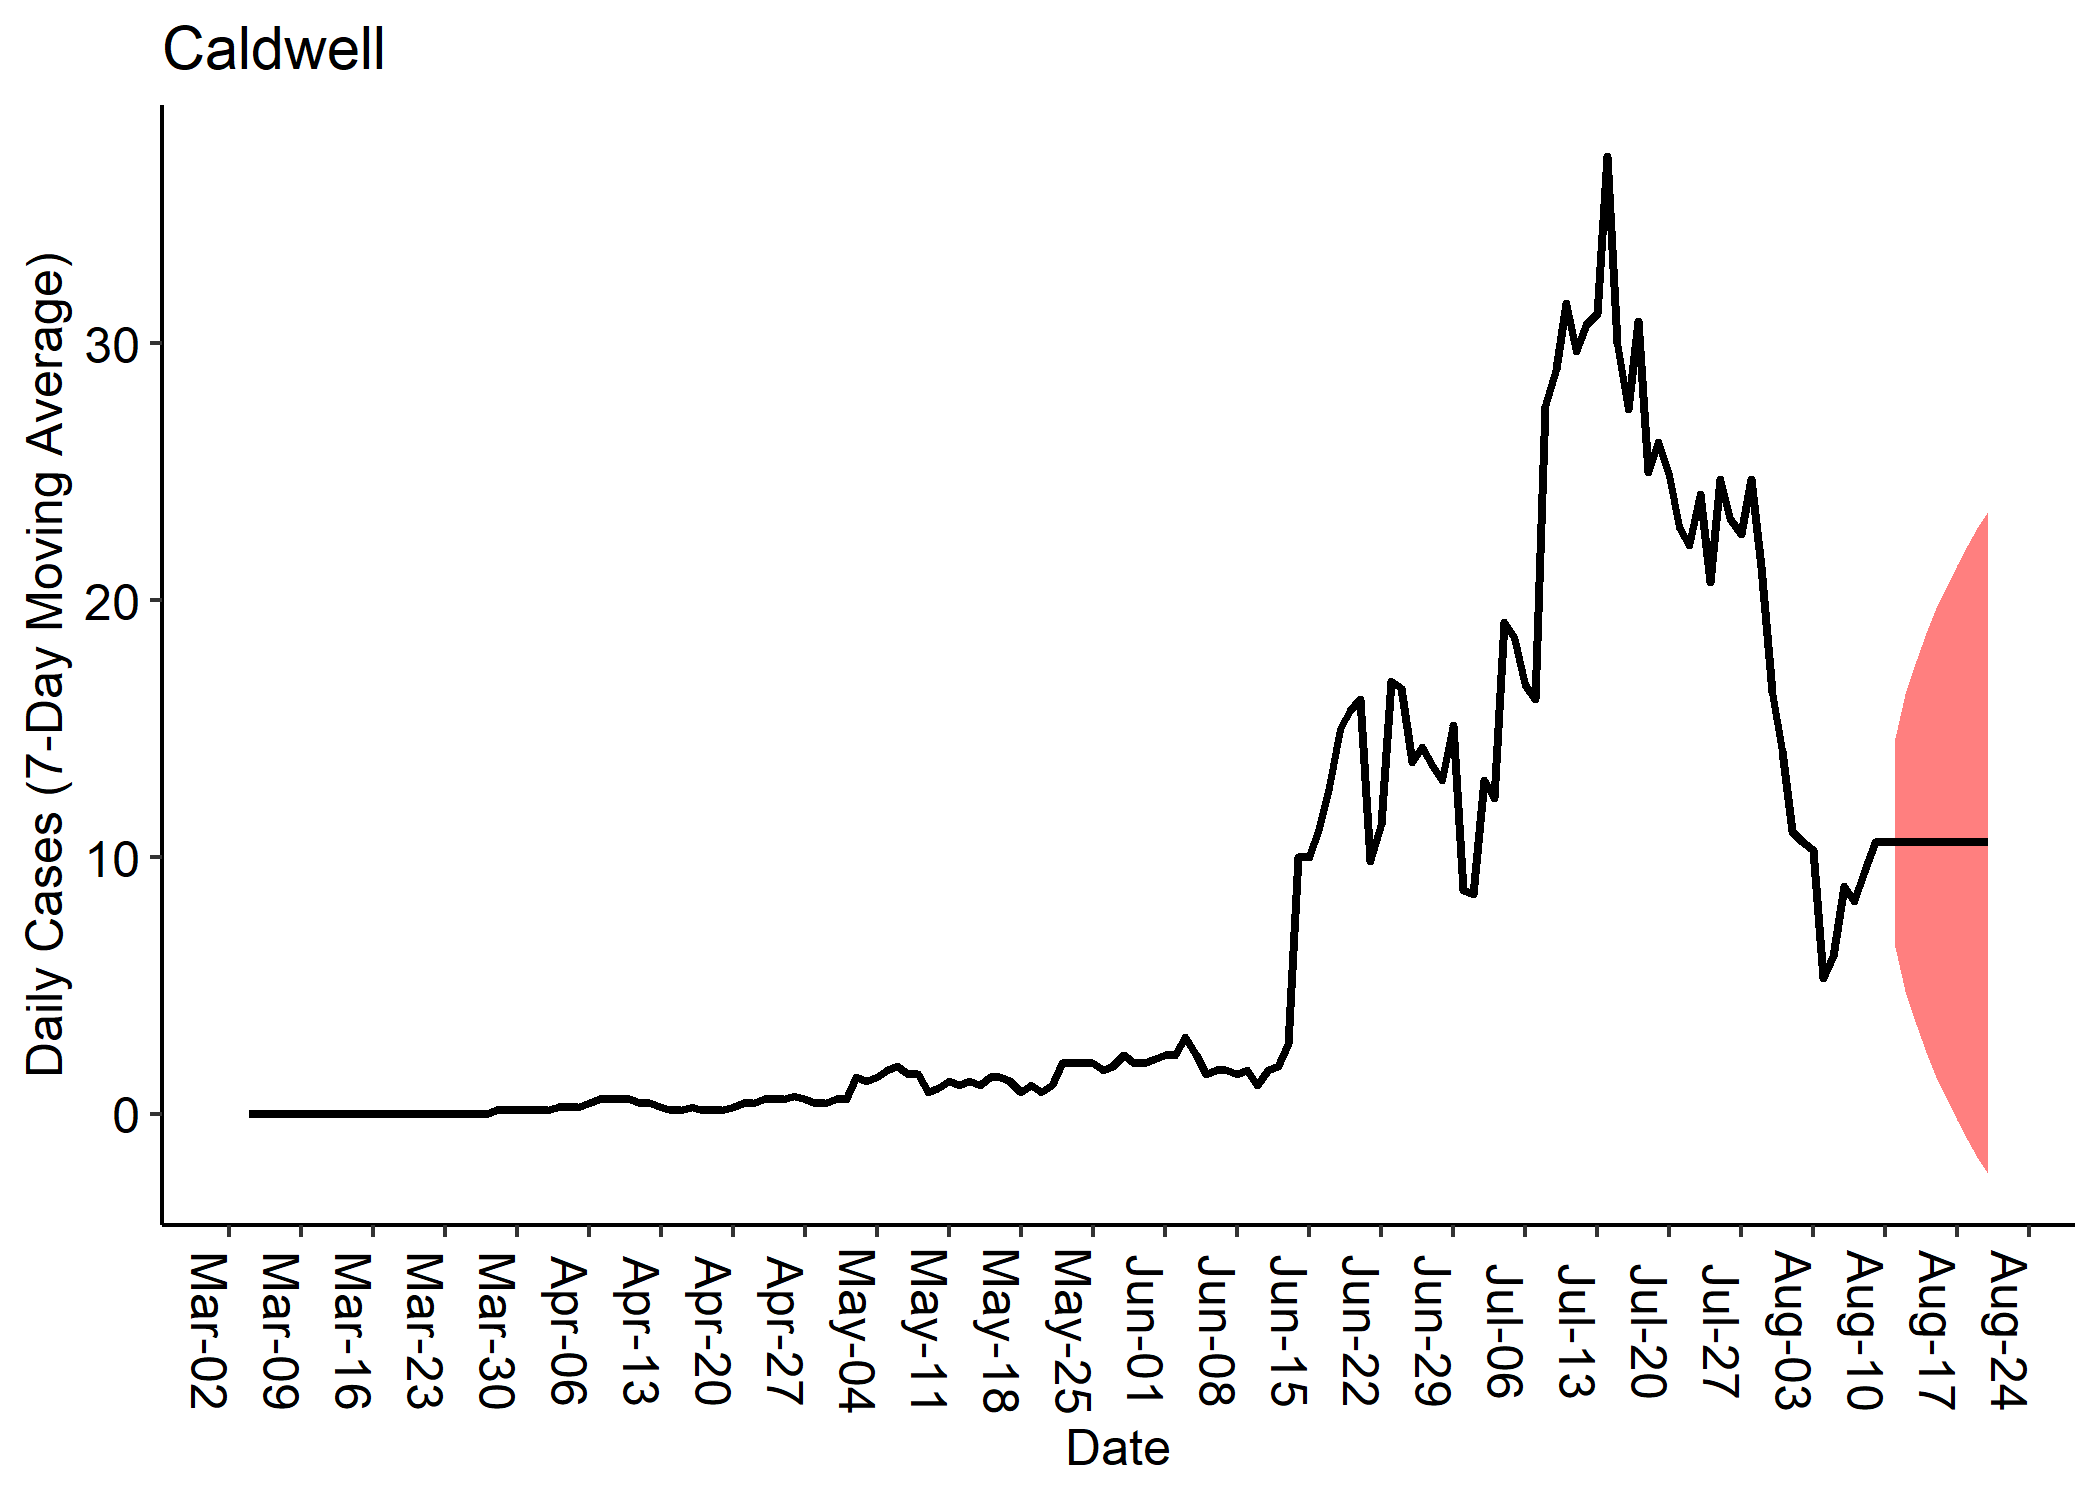 Caldwell
Daily Cases (7-Day Moving Average)
30
20
10
0
Mar-02
Mar-09
Mar-16
Mar-23
Mar-30
Apr-06
Apr-13
Apr-20
Apr-27
May-04
May-11
May-18
May-25
Jun-01
Jun-08
Jun-15
Jun-22
Jun-29
Jul-06
Jul-13
Jul-20
Jul-27
Aug-03
Aug-10
Aug-17
Aug-24
Date